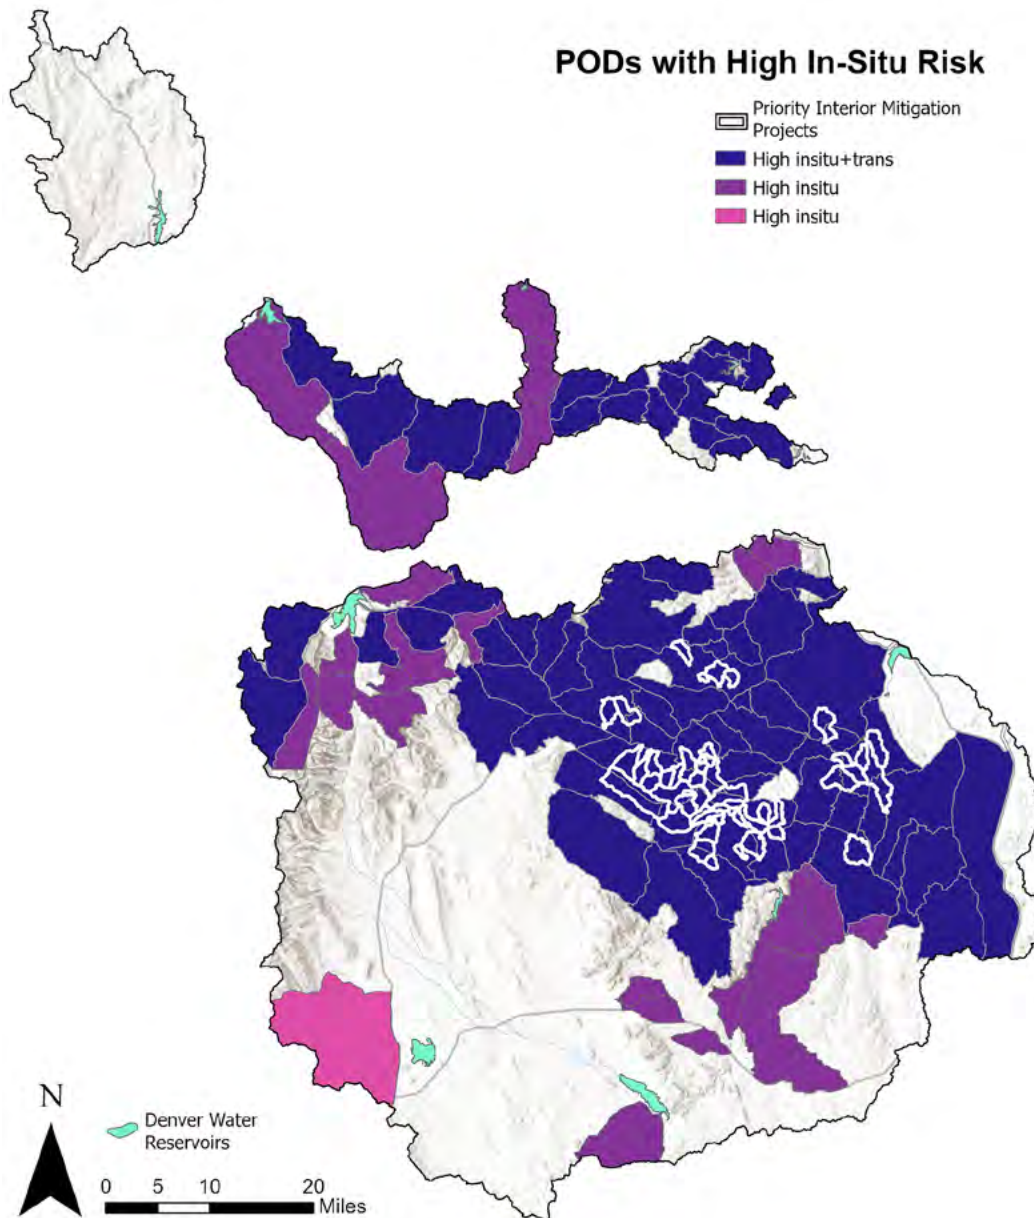 PODs with High In-Situ Risk
Priority Interior Mitigation
Projects
High insitu+trans
High insitu
High insitu
N
Denver Water
Reservoirs
0 5 10 20
Miles